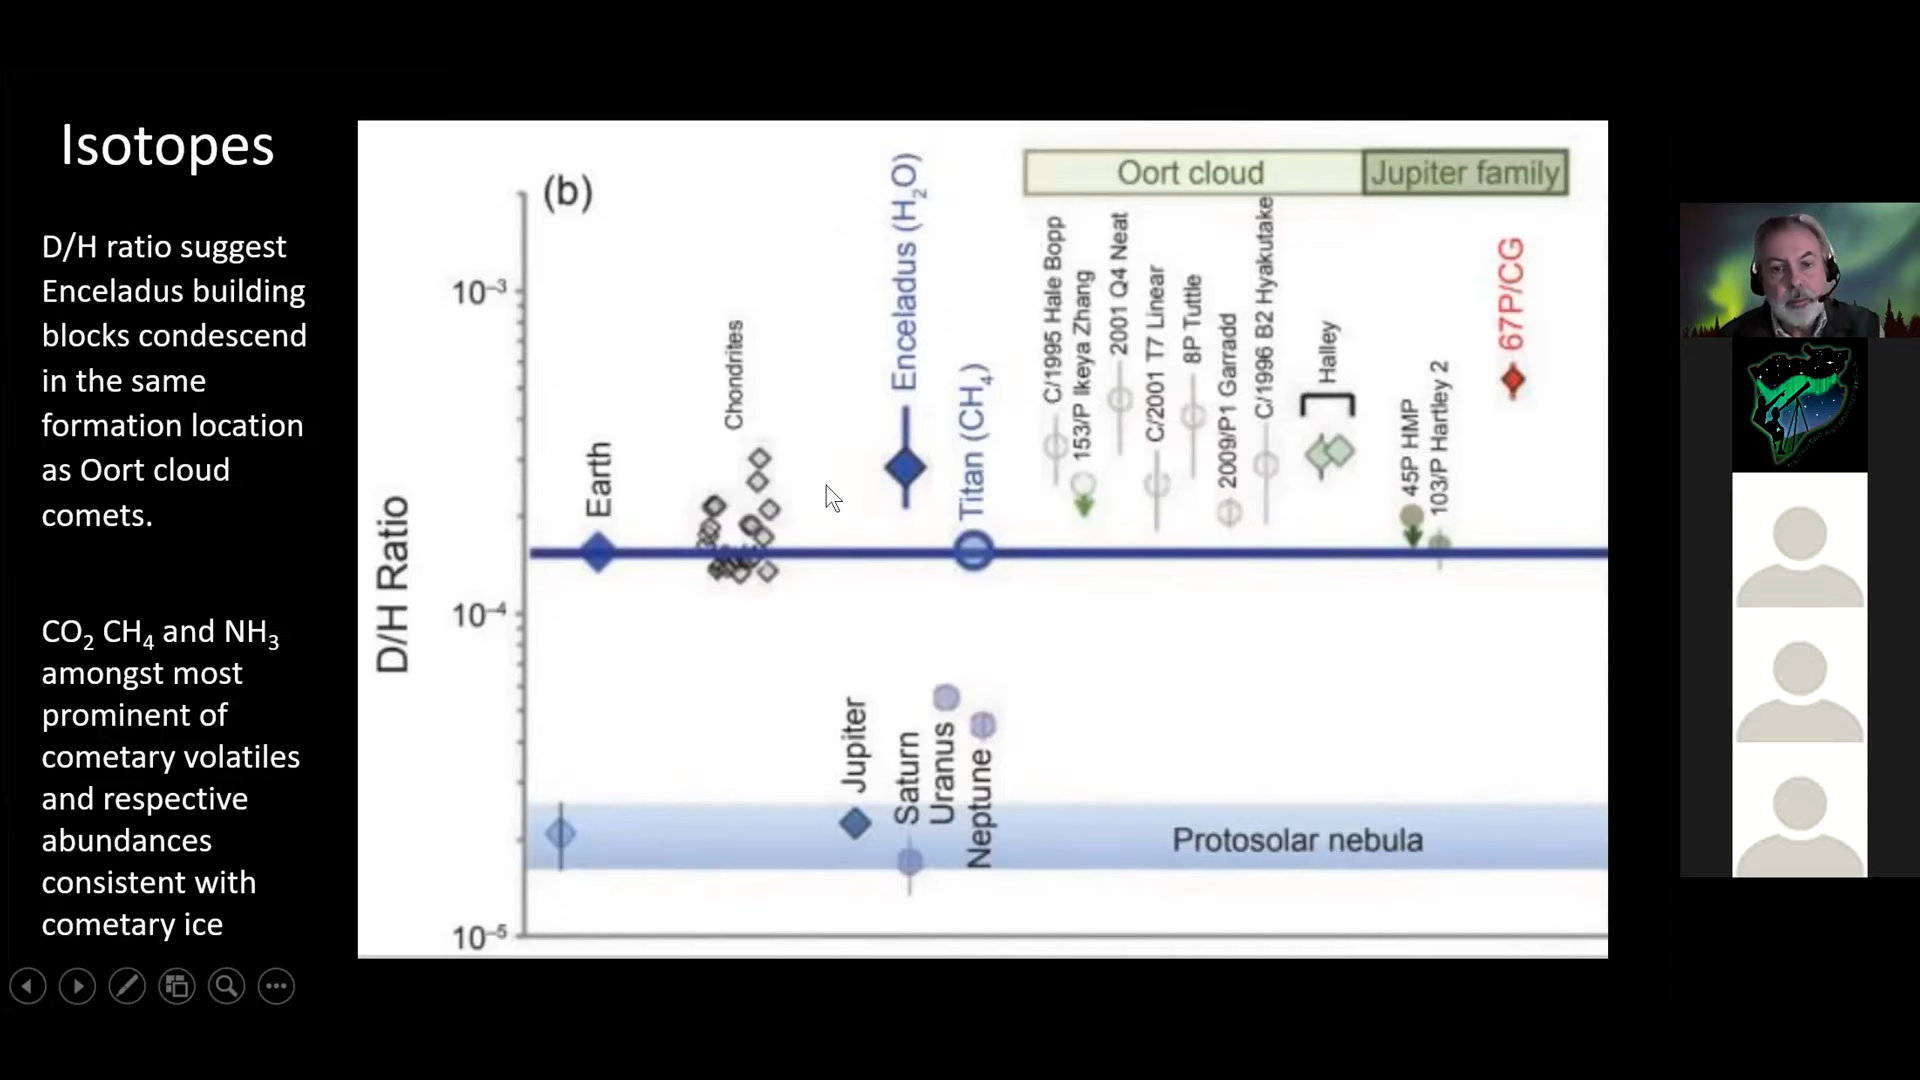 Isotopes
D/H ratio suggest
Enceladus building
blocks condescend
in the same
formation location
as Oort cloud
comets.
CO₂ CH₄ and NH₃
amongst most
prominent of
cometary volatiles
and respective
abundances
consistent with
cometary ice
(b)
D/H Ratio
10⁻³
10⁻⁴
10⁻⁵
Earth
Chondrites
Enceladus (H₂O)
Titan (CH₄)
Jupiter
Saturn
Uranus
Neptune
Oort cloud
Jupiter family
C/1995 Hale Bopp
153/P Ikeya Zhang
2001 Q4 Neat
C/2001 T7 Linear
8P Tuttle
2009/P1 Garradd
C/1996 B2 Hyakutake
Halley
45P HMP
103/P Hartley 2
67P/CG
Protosolar nebula